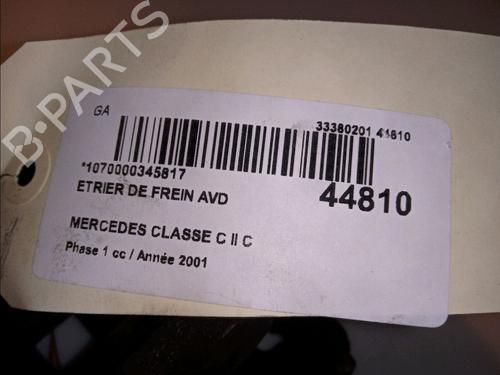 B-PARTS
GA
33380201 44810
*1070000345817
ETRIER DE FREIN AVD
44810
MERCEDES CLASSE C II C
Phase 1 cc / Année 2001